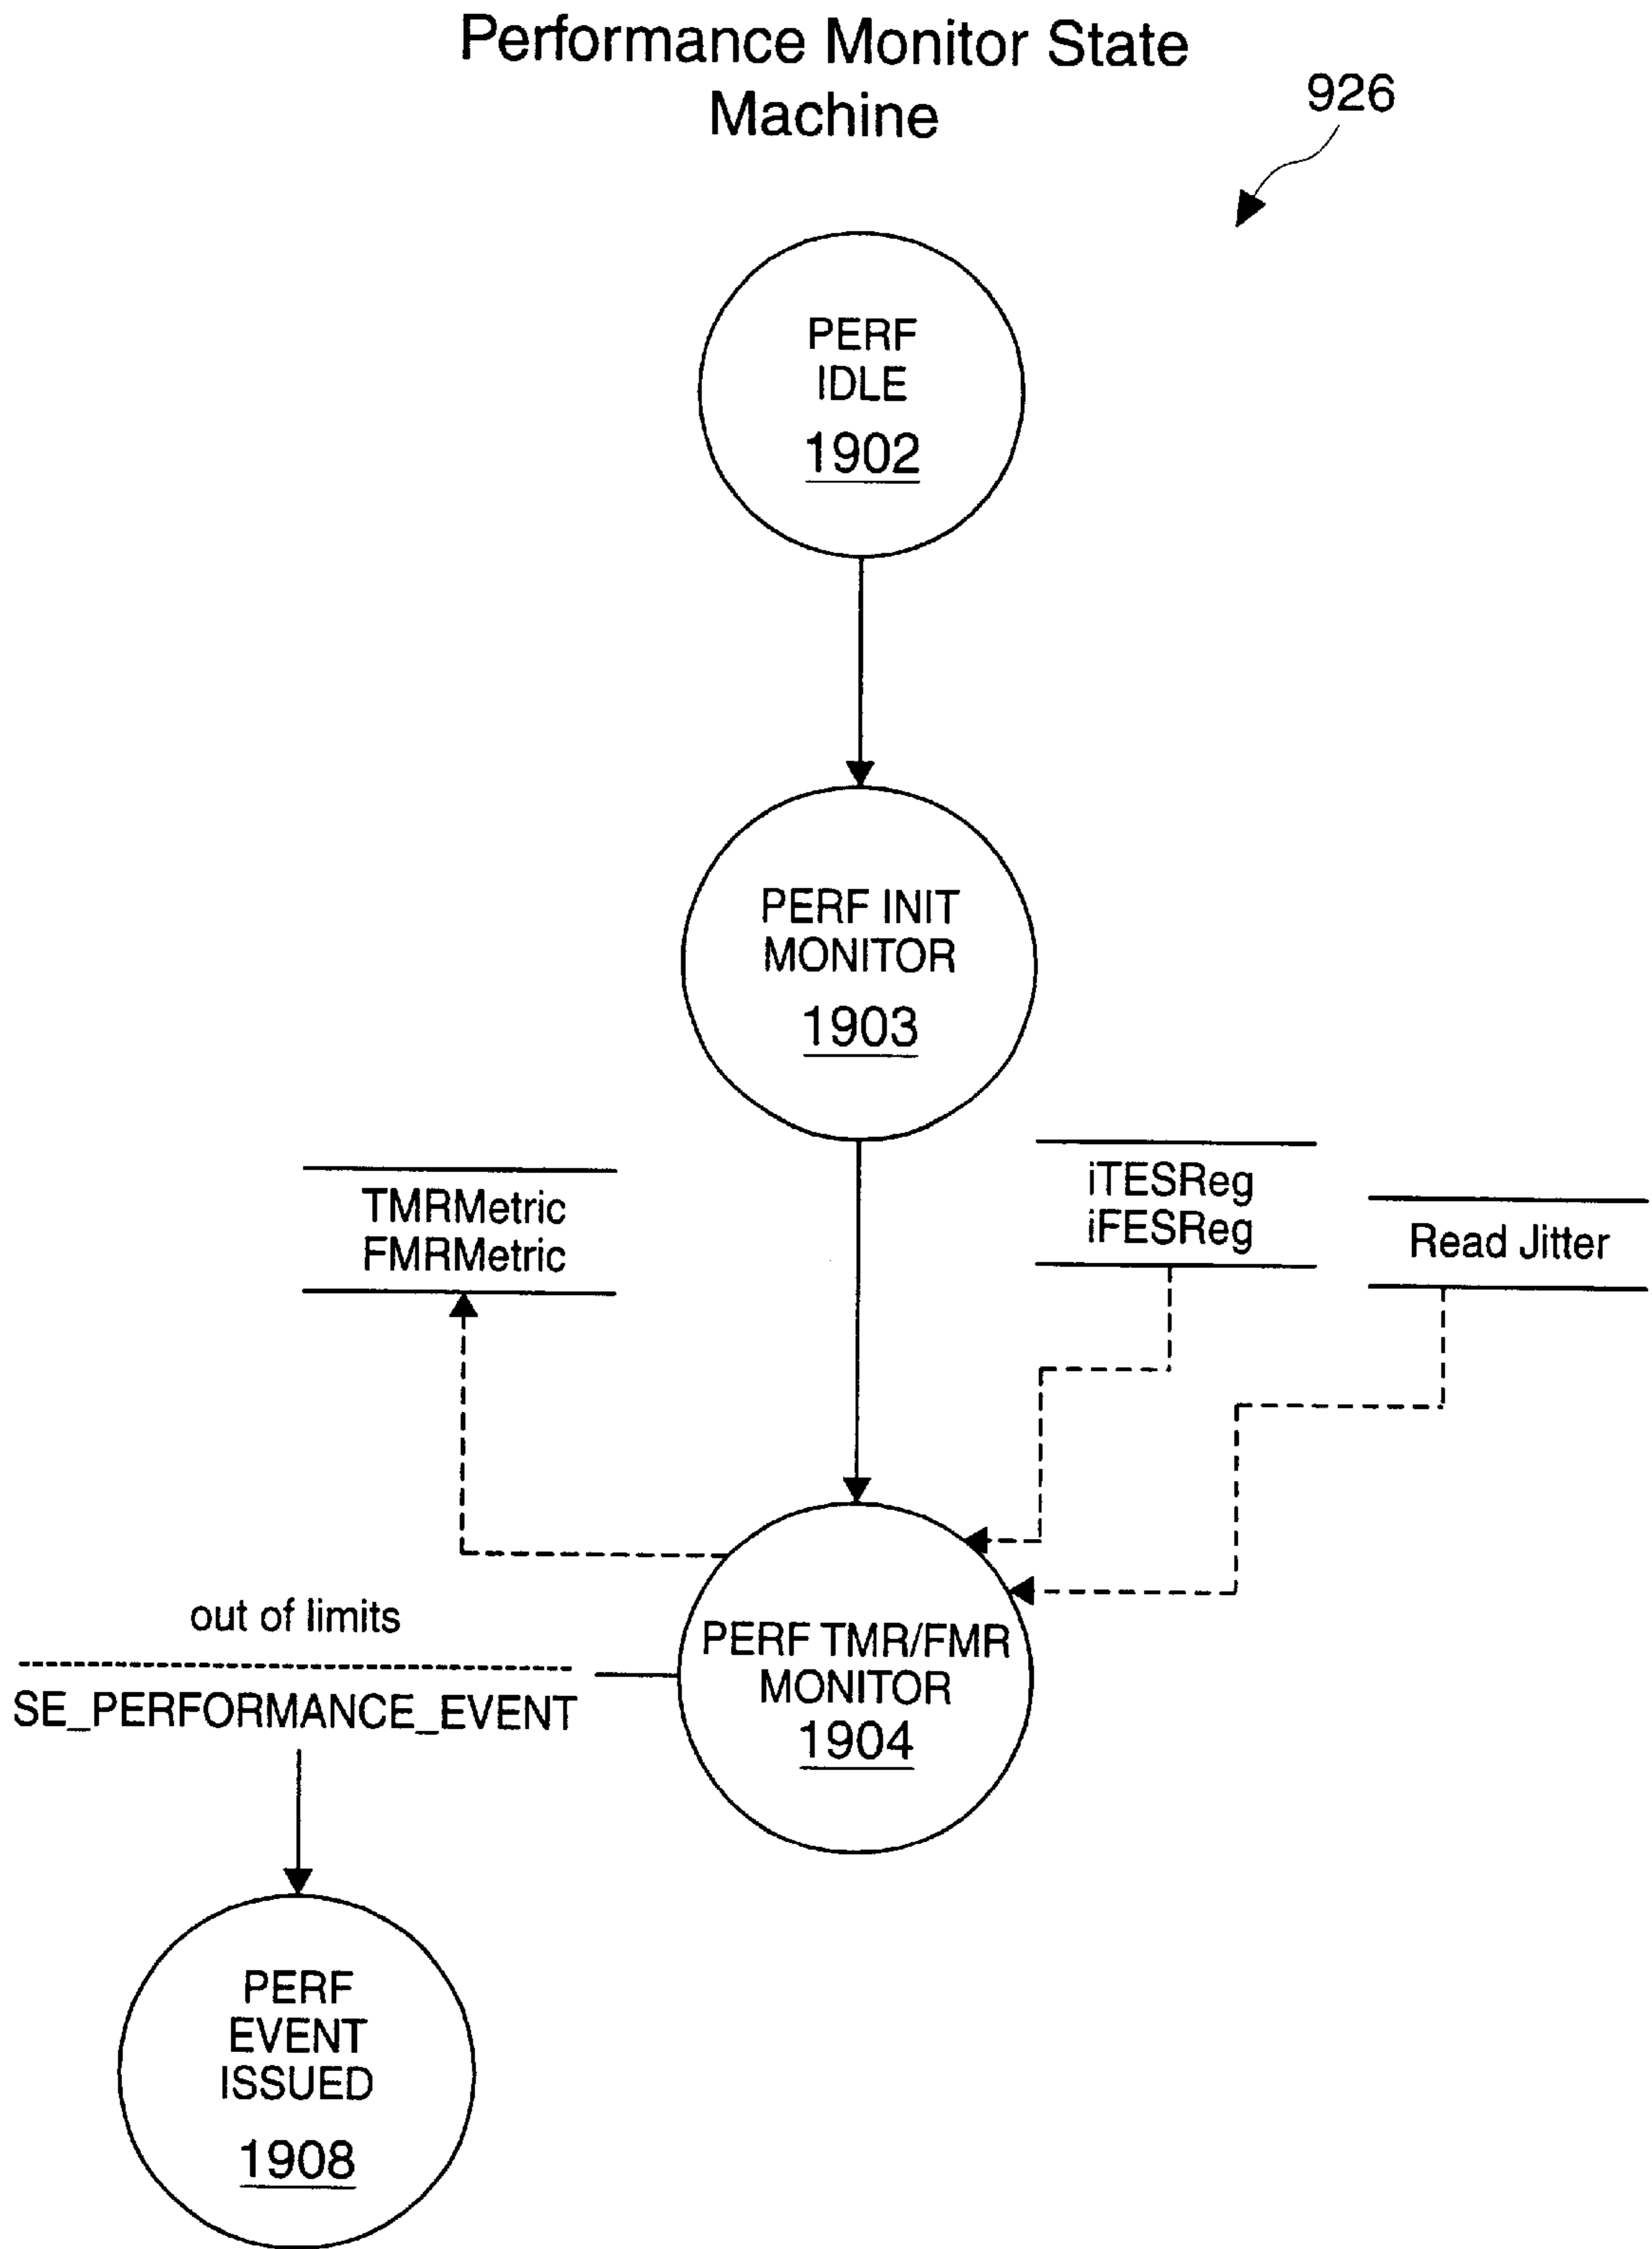 Performance Monitor State
Machine
926
PERF
IDLE
1902
PERF INIT
MONITOR
1903
TMRMetric
FMRMetric
iTESReg
iFESReg
Read Jitter
out of limits
SE_PERFORMANCE_EVENT
PERF TMR/FMR
MONITOR
1904
PERF
EVENT
ISSUED
1908